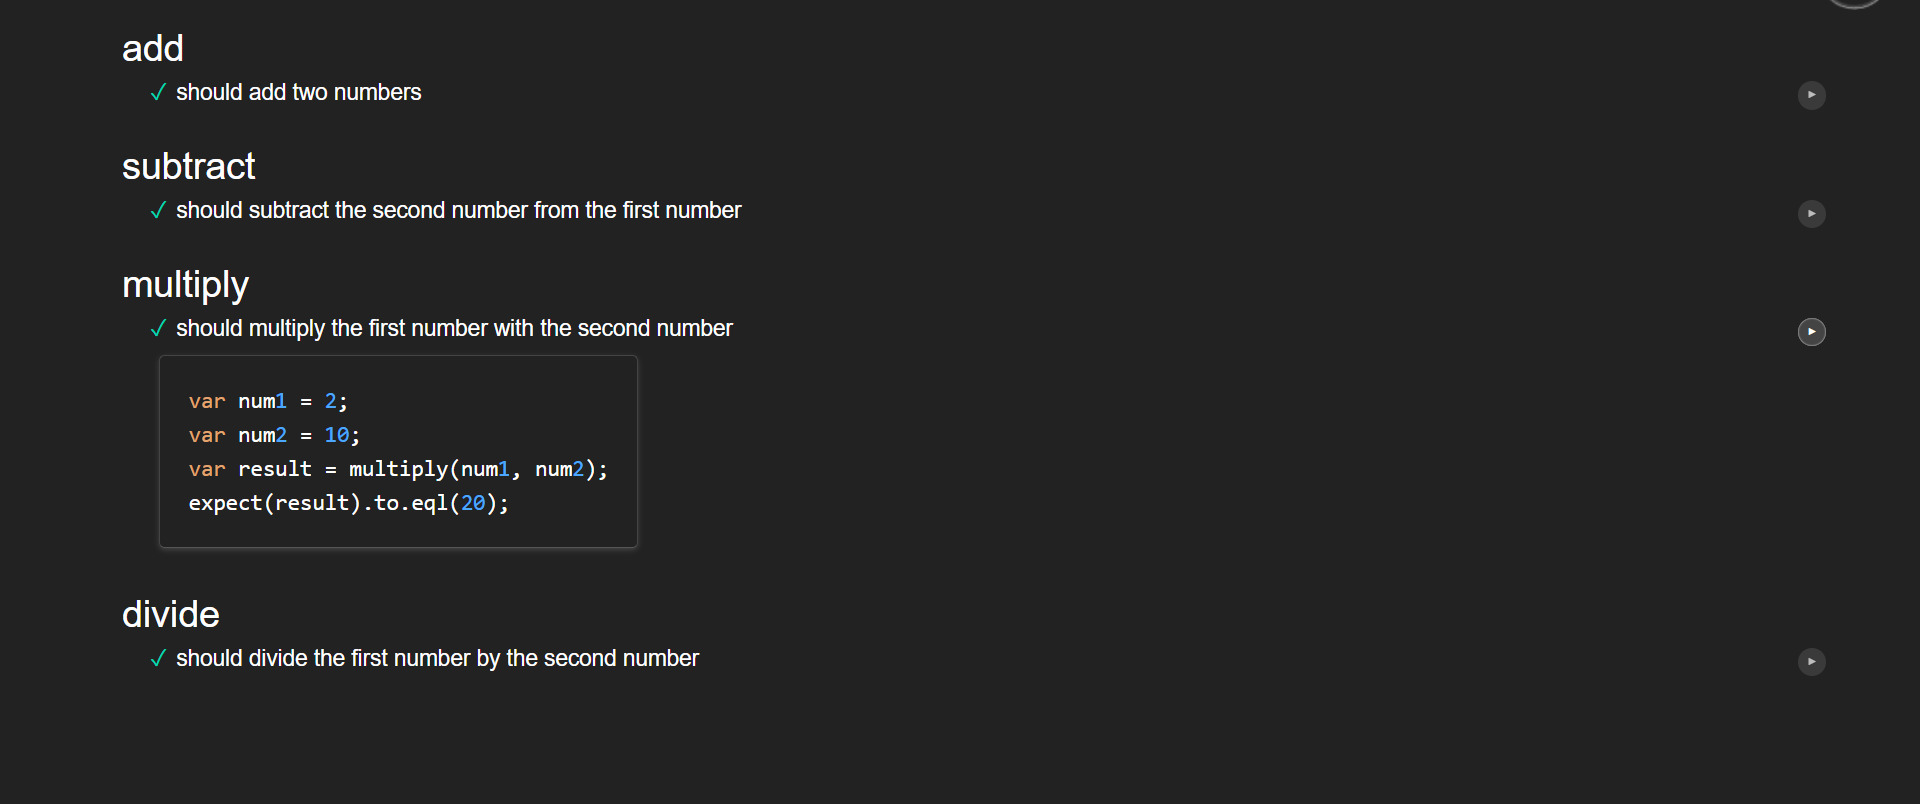 add
✓ should add two numbers
subtract
✓ should subtract the second number from the first number
multiply
✓ should multiply the first number with the second number
var num1 = 2;
var num2 = 10;
var result = multiply(num1, num2);
expect(result).to.eql(20);
divide
✓ should divide the first number by the second number